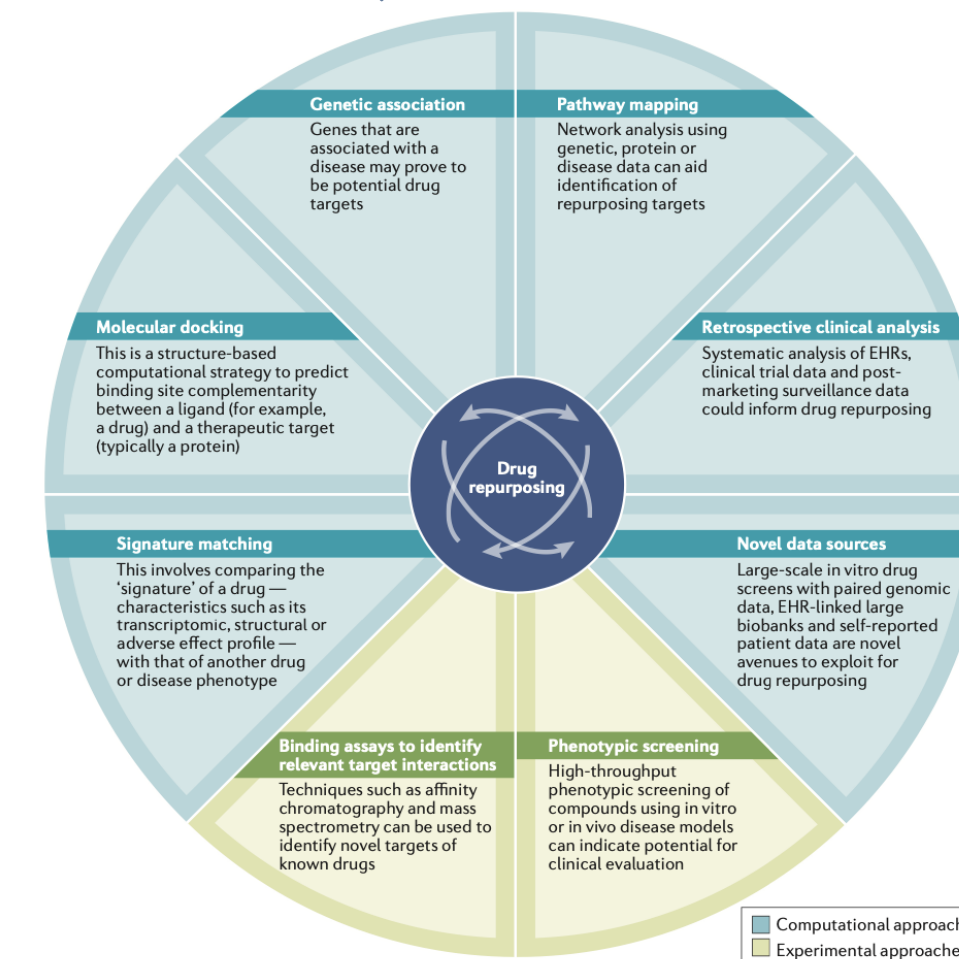 Genetic association
Genes that are
associated with a
disease may prove to
be potential drug
targets
Pathway mapping
Network analysis using
genetic, protein or
disease data can aid
identification of
repurposing targets
Molecular docking
This is a structure-based
computational strategy to predict
binding site complementarity
between a ligand (for example,
a drug) and a therapeutic target
(typically a protein)
Retrospective clinical analysis
Systematic analysis of EHRs,
clinical trial data and post-
marketing surveillance data
could inform drug repurposing
Drug
repurposing
Signature matching
This involves comparing the
‘signature’ of a drug —
characteristics such as its
transcriptomic, structural or
adverse effect profile —
with that of another drug
or disease phenotype
Novel data sources
Large-scale in vitro drug
screens with paired genomic
data, EHR-linked large
biobanks and self-reported
patient data are novel
avenues to exploit for
drug repurposing
Binding assays to identify
relevant target interactions
Techniques such as affinity
chromatography and mass
spectrometry can be used to
identify novel targets of
known drugs
Phenotypic screening
High-throughput
phenotypic screening of
compounds using in vitro
or in vivo disease models
can indicate potential for
clinical evaluation
Computational approach
Experimental approache